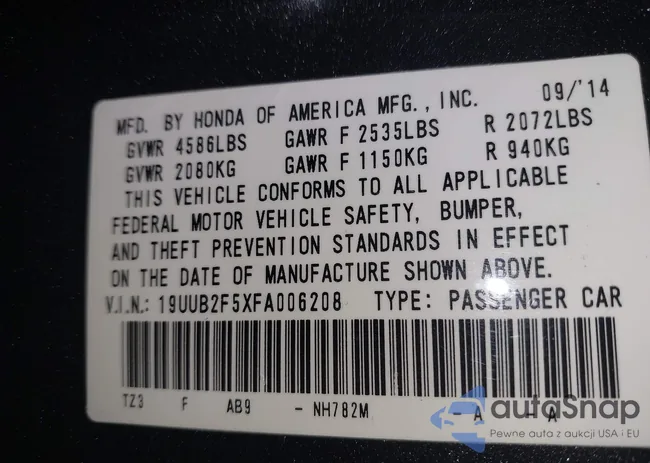 MFD. BY HONDA OF AMERICA MFG., INC. 09/'14
GVWR 4586LBS GAWR F 2535LBS R 2072LBS
GVWR 2080KG GAWR F 1150KG R 940KG
THIS VEHICLE CONFORMS TO ALL APPLICABLE
FEDERAL MOTOR VEHICLE SAFETY, BUMPER,
AND THEFT PREVENTION STANDARDS IN EFFECT
ON THE DATE OF MANUFACTURE SHOWN ABOVE.
V.I.N.: 19UUB2F5XFA006208 TYPE: PASSENGER CAR
TZ3 F AB9 - NH782M - A - A
autaSnap
Pewne auta z aukcji USA i EU